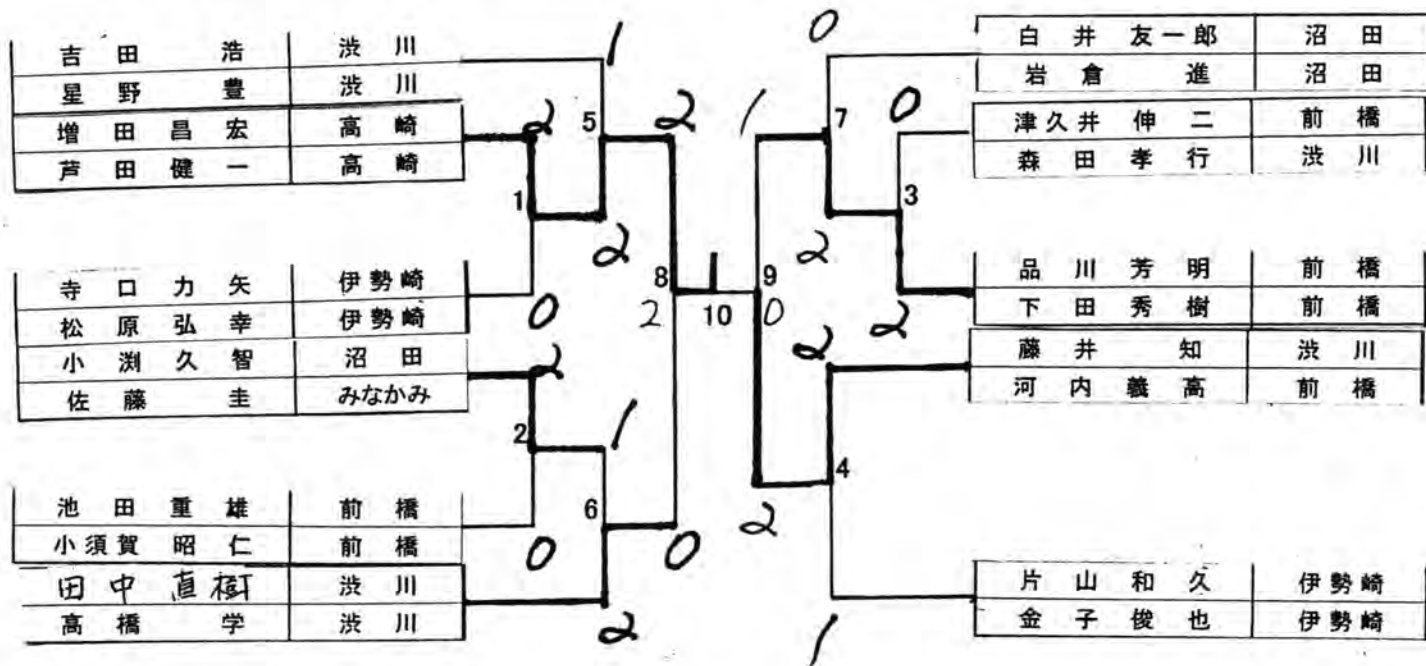 吉田 浩 渋川
星野 豊 渋川
増田昌宏 高崎
芦田健一 高崎
寺口力矢 伊勢崎
松原弘幸 伊勢崎
小渕久智 沼田
佐藤 圭 みなかみ
池田重雄 前橋
小須賀昭仁 前橋
田中直樹 渋川
高橋 学 渋川
1
2
5
2
1
2
0
8
2
2
2
1
0
6
0
2
10
0
1
7
0
3
9
0
2
2
2
4
2
1
白井友一郎 沼田
岩倉 進 沼田
津久井伸二 前橋
森田孝行 渋川
品川芳明 前橋
下田秀樹 前橋
藤井 知 渋川
河内義高 前橋
片山和久 伊勢崎
金子俊也 伊勢崎